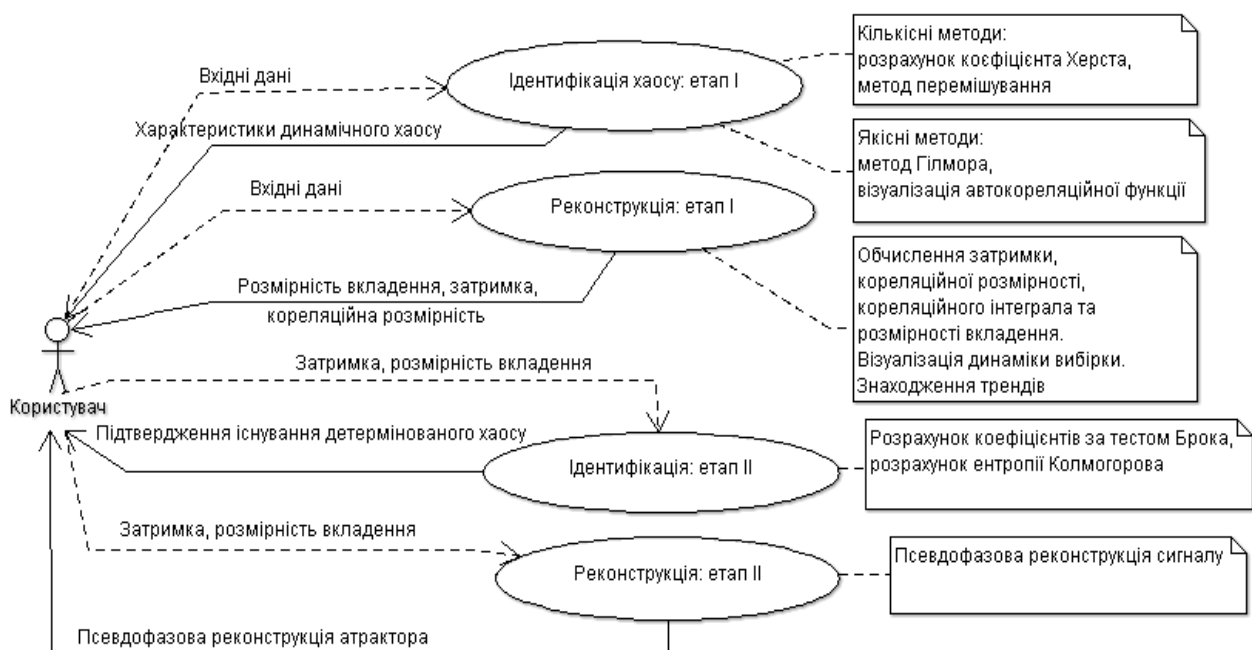 Кількісні методи:
розрахунок коєфіцієнта Херста,
метод перемішування
Вхідні дані
Ідентифікація хаосу: етап I
Характеристики динамічного хаосу
Якісні методи:
метод Гілмора,
візуалізація автокореляційної функції
Вхідні дані
Реконструкція: етап I
Обчислення затримки,
кореляційної розмірності,
кореляційного інтеграла та
розмірності вкладення.
Візуалізація динаміки вибірки.
Знаходження трендів
Розмірність вкладення, затримка,
кореляційна розмірність
Затримка, розмірність вкладення
Користувач
Підтвердження існування детермінованого хаосу
Ідентифікація: етап II
Розрахунок коефіцієнтів за тестом Брока,
розрахунок ентропії Колмогорова
Затримка, розмірність вкладення
Реконструкція: етап II
Псевдофазова реконструкція сигналу
Псевдофазова реконструкція атрактора